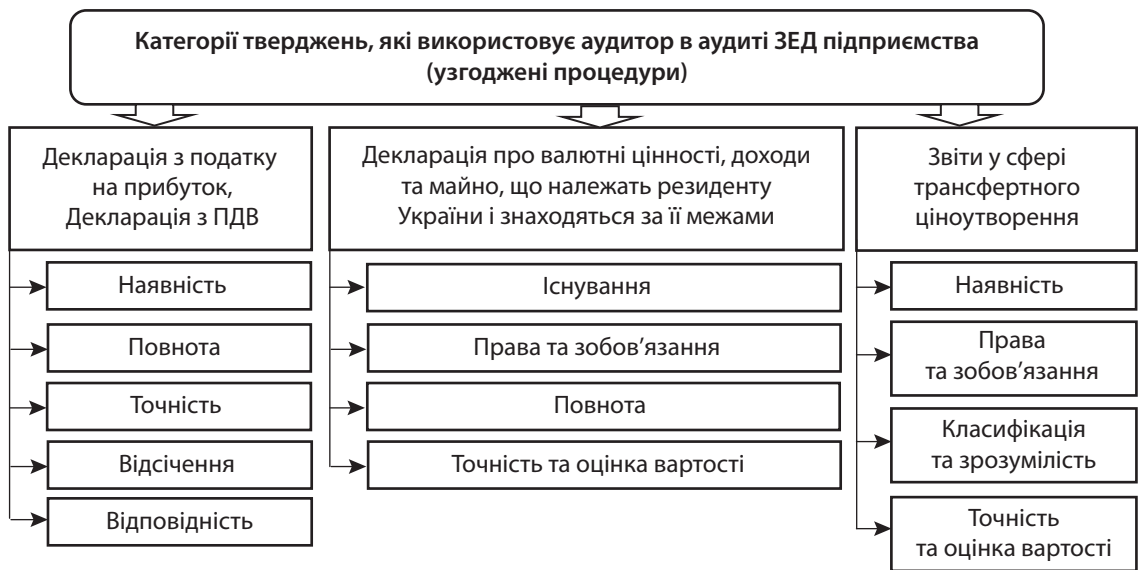 Категорії тверджень, які використовує аудитор в аудиті ЗЕД підприємства
(узгоджені процедури)
Декларація з податку
на прибуток,
Декларація з ПДВ
Наявність
Повнота
Точність
Відсічення
Відповідність
Декларація про валютні цінності, доходи
та майно, що належать резиденту
України і знаходяться за її межами
Існування
Права та зобов'язання
Повнота
Точність та оцінка вартості
Звіти у сфері
трансфертного
ціноутворення
Наявність
Права
та зобов'язання
Класифікація
та зрозумілість
Точність
та оцінка вартості